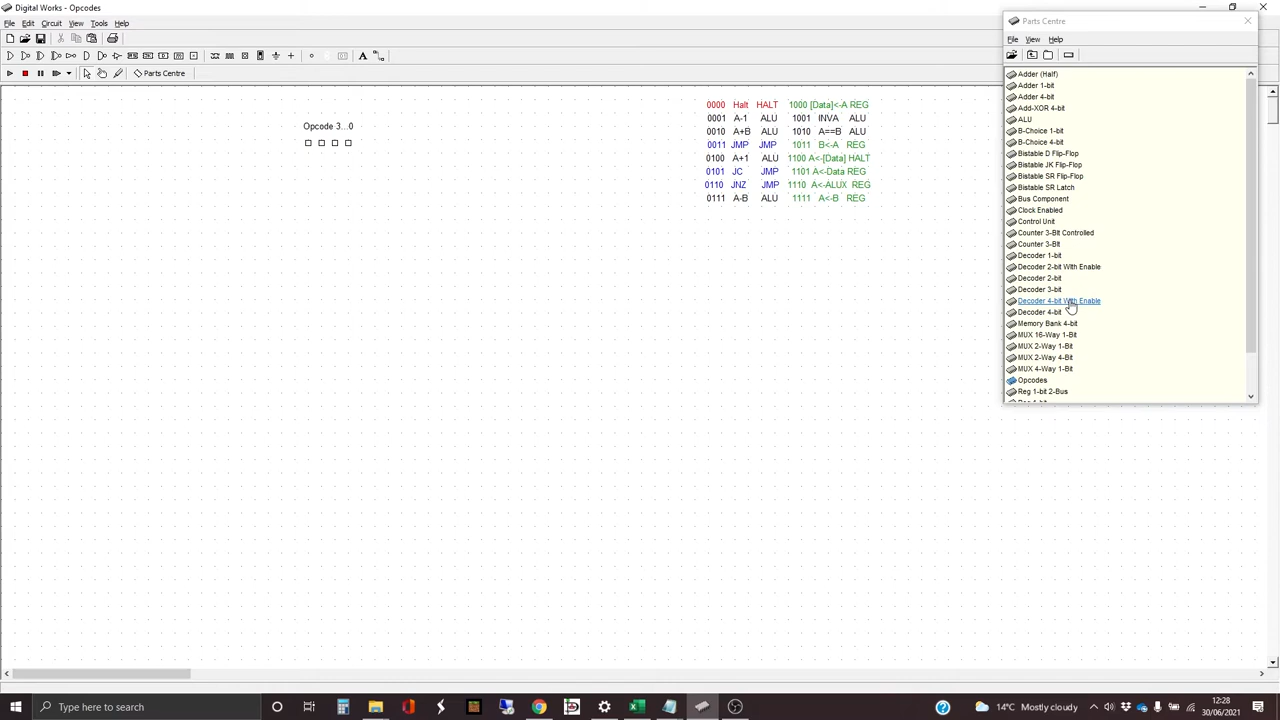 Digital Works - Opcodes
File Edit Circuit View Tools Help
Parts Centre
Opcode 3...0
0000 Halt HALT 1000 [Data]<-A REG
0001 A-1 ALU 1001 INVA ALU
0010 A+B ALU 1010 A==B ALU
0011 JMP JMP 1011 B<-A REG
0100 A+1 ALU 1100 A<-[Data] HALT
0101 JC JMP 1101 A<-Data REG
0110 JNZ JMP 1110 A<-ALUX REG
0111 A-B ALU 1111 A<-B REG
Parts Centre
File View Help
Adder (Half)
Adder 1-bit
Adder 4-bit
Add-XOR 4-bit
ALU
B-Choice 1-bit
B-Choice 4-bit
Bistable D Flip-Flop
Bistable JK Flip-Flop
Bistable SR Flip-Flop
Bistable SR Latch
Bus Component
Clock Enabled
Control Unit
Counter 3-BIt Controlled
Counter 3-BIt
Decoder 1-bit
Decoder 2-bit With Enable
Decoder 2-bit
Decoder 3-bit
Decoder 4-bit With Enable
Decoder 4-bit
Memory Bank 4-bit
MUX 16-Way 1-Bit
MUX 2-Way 1-Bit
MUX 2-Way 4-Bit
MUX 4-Way 1-Bit
Opcodes
Reg 1-bit 2-Bus
Type here to search
14°C Mostly cloudy
12:28
30/06/2021